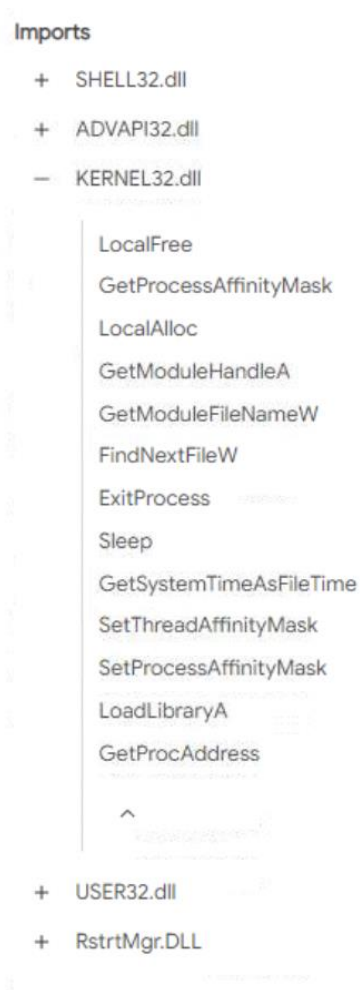 Imports
+ SHELL32.dll
+ ADVAPI32.dll
− KERNEL32.dll
LocalFree
GetProcessAffinityMask
LocalAlloc
GetModuleHandleA
GetModuleFileNameW
FindNextFileW
ExitProcess
Sleep
GetSystemTimeAsFileTime
SetThreadAffinityMask
SetProcessAffinityMask
LoadLibraryA
GetProcAddress
+ USER32.dll
+ RstrtMgr.DLL